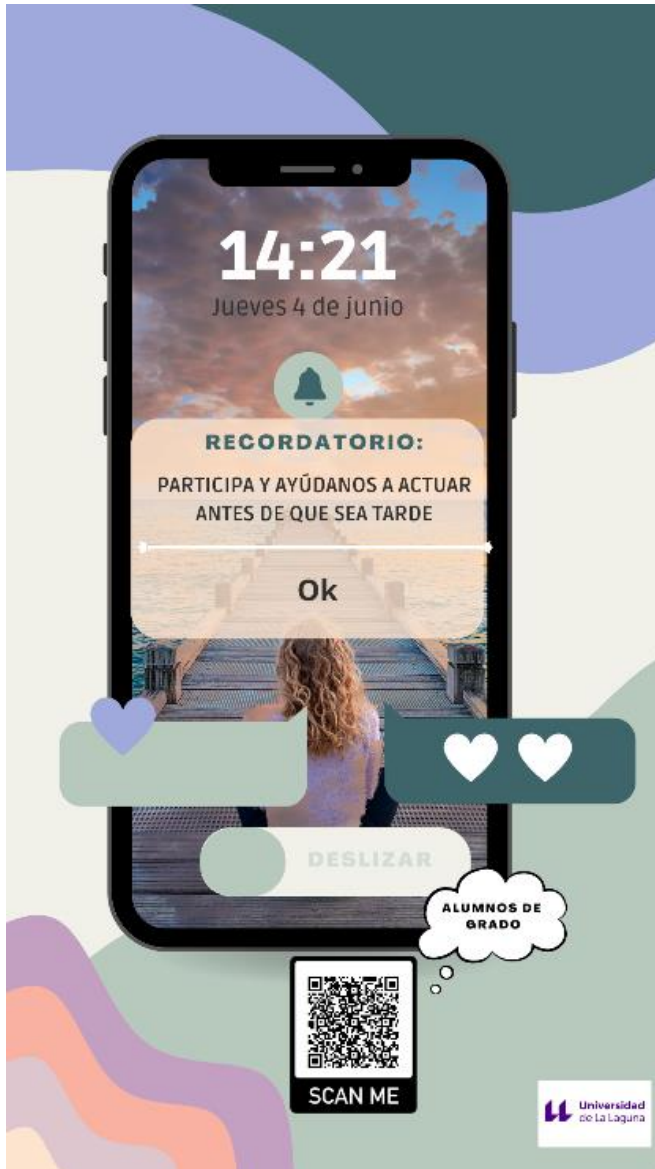 14:21
Jueves 4 de junio
RECORDATORIO:
PARTICIPA Y AYÚDANOS A ACTUAR
ANTES DE QUE SEA TARDE
Ok
DESLIZAR
ALUMNOS DE
GRADO
SCAN ME
Universidad
de La Laguna